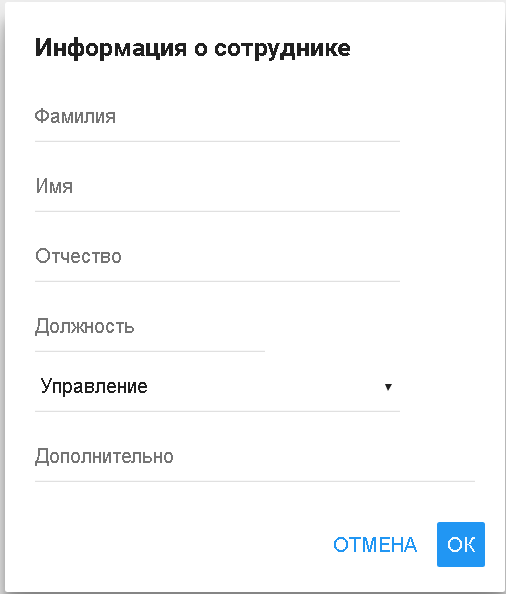 Информация о сотруднике
Фамилия
Имя
Отчество
Должность
Управление
Дополнительно
ОТМЕНА ОК